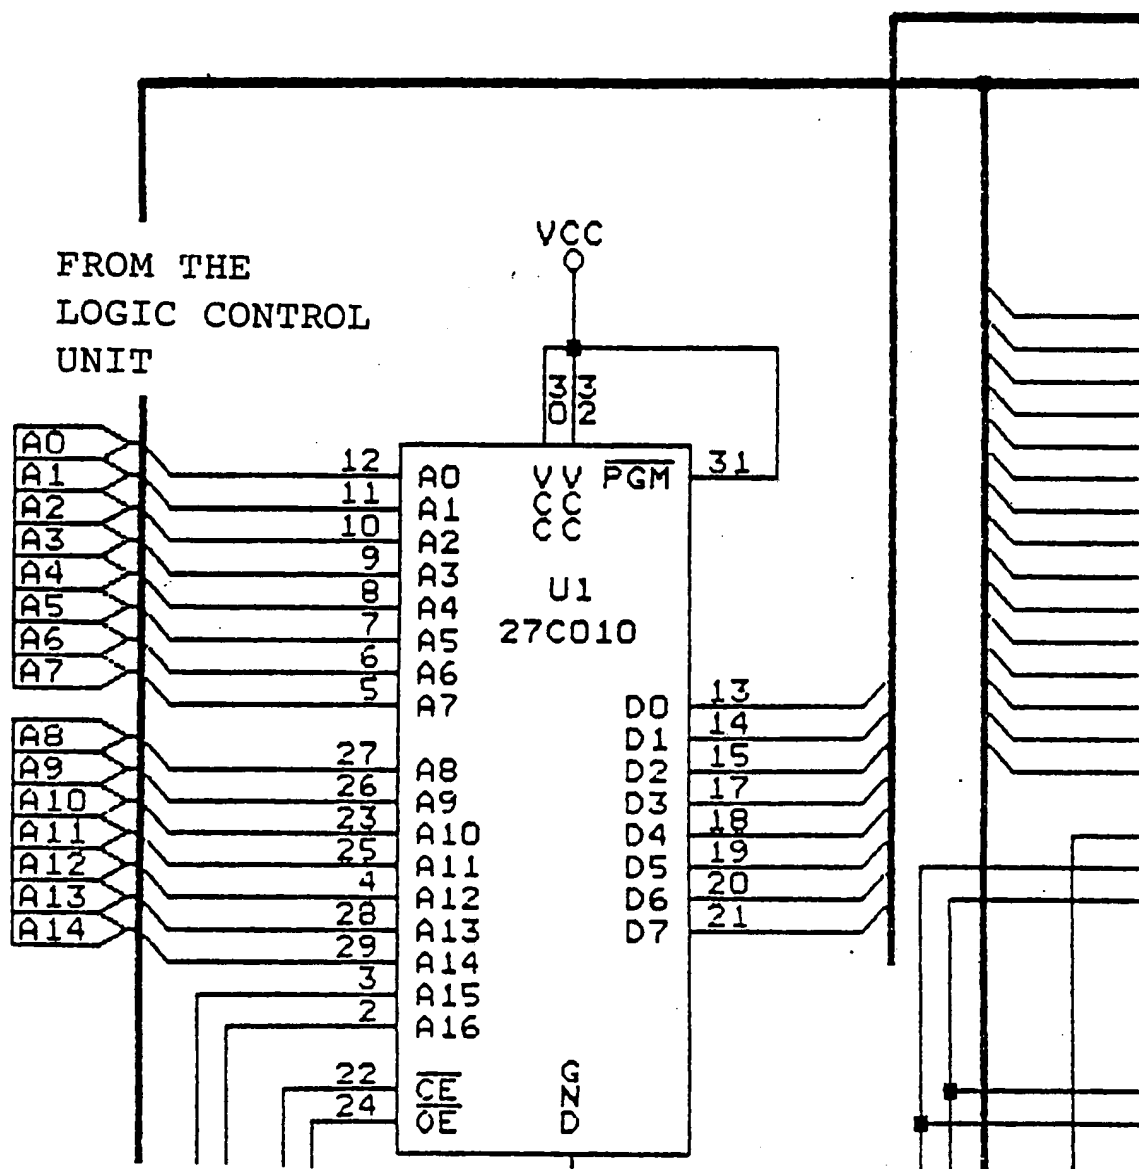 VCC
FROM THE
LOGIC CONTROL
UNIT
30
32
A0
A1
A2
A3
A4
A5
A6
A7
A8
A9
A10
A11
A12
A13
A14
12 A0
11 A1
10 A2
9 A3
8 A4
7 A5
6 A6
5 A7
27 A8
26 A9
23 A10
25 A11
4 A12
28 A13
29 A14
3 A15
2 A16
22 CE
24 OE
VCC
VCC
PGM 31
U1
27C010
D0 13
D1 14
D2 15
D3 17
D4 18
D5 19
D6 20
D7 21
GND